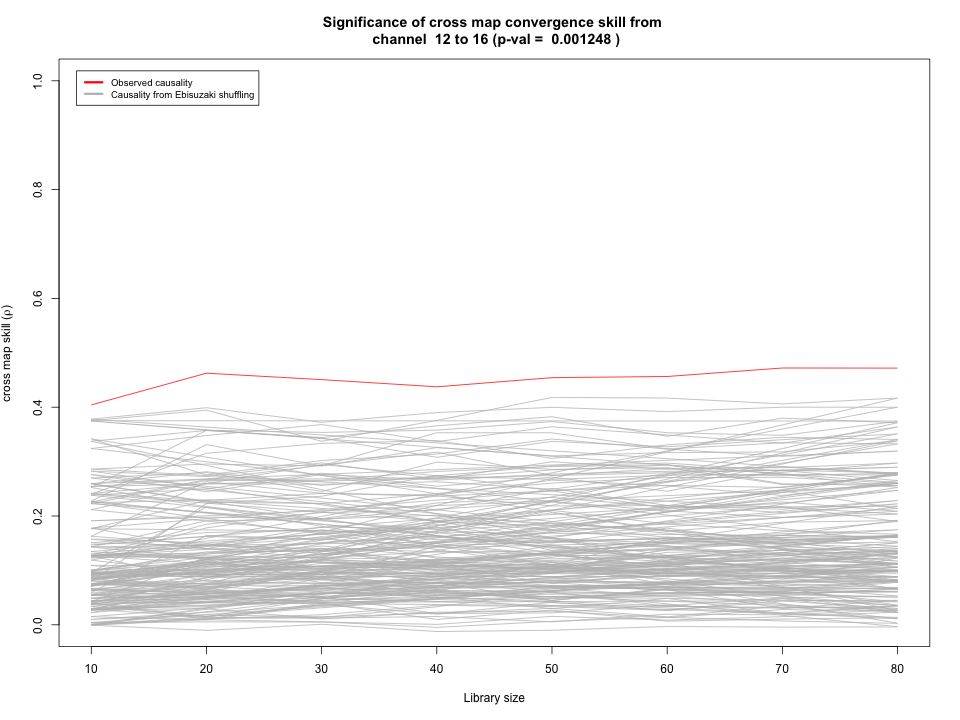 Significance of cross map convergence skill from
channel  12 to 16 (p-val =  0.001248 )
Observed causality
Causality from Ebisuzaki shuffling
cross map skill (ρ)
1.0
0.8
0.6
0.4
0.2
0.0
10 20 30 40 50 60 70 80
Library size